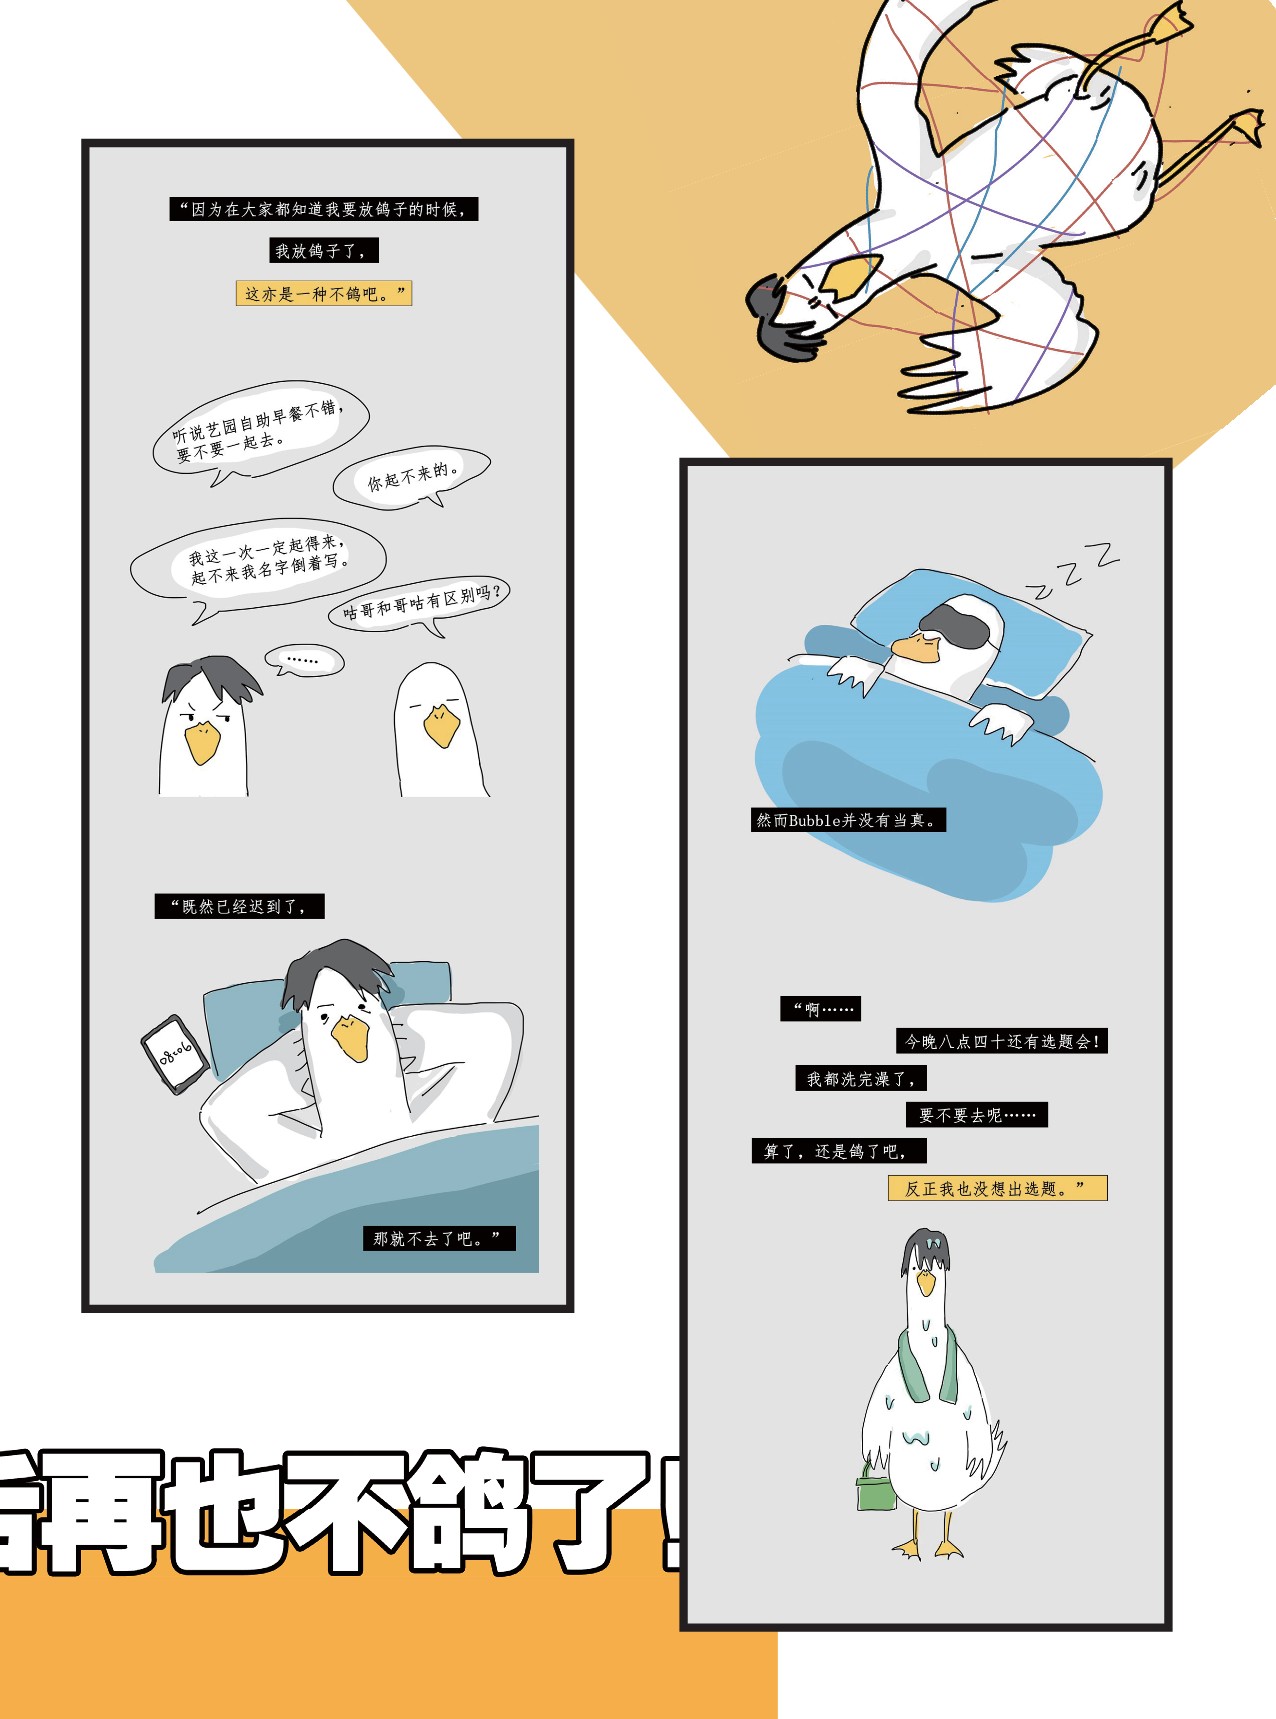 “因为在大家都知道我要放鸽子的时候，
我放鸽子了，
这亦是一种不鸽吧。”
听说艺园自助早餐不错，
要不要一起去。
你起不来的。
我这一次一定起得来，
起不来我名字倒着写。
咕哥和哥咕有区别吗？
……
“既然已经迟到了，
08:06
那就不去了吧。”
然而Bubble并没有当真。
“啊……
今晚八点四十还有选题会！
我都洗完澡了，
要不要去呢……
算了，还是鸽了吧，
反正我也没想出选题。”
后再也不鸽了！